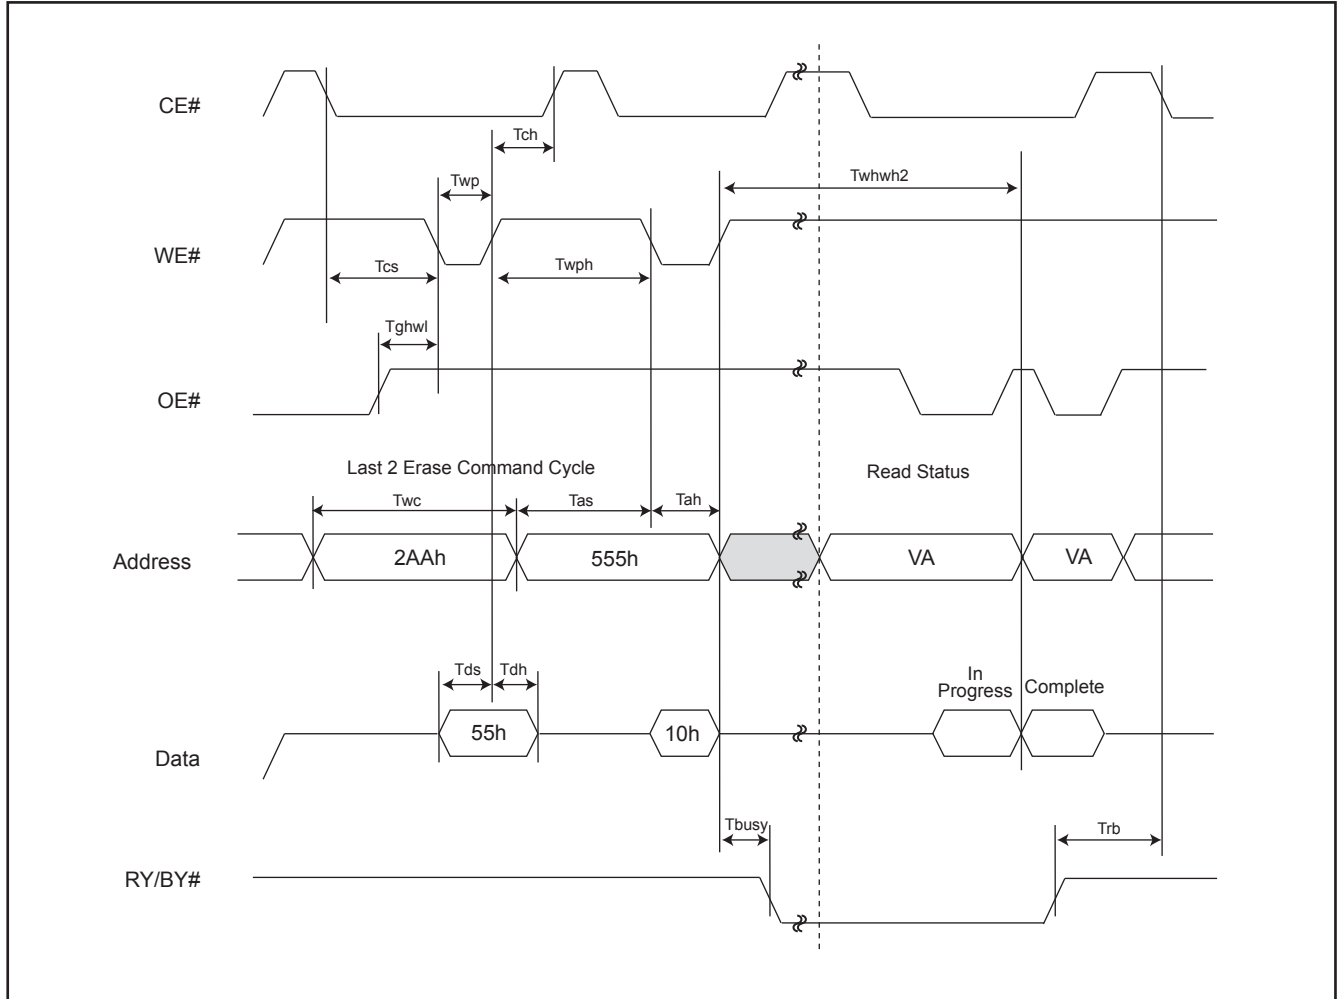 CE#
Tch
Twp
Twhwh2
WE#
Tcs
Twph
Tghwl
OE#
Last 2 Erase Command Cycle
Read Status
Twc
Tas
Tah
Address
2AAh
555h
VA
VA
Tds
Tdh
In
Progress
Complete
Data
55h
10h
Tbusy
Trb
RY/BY#